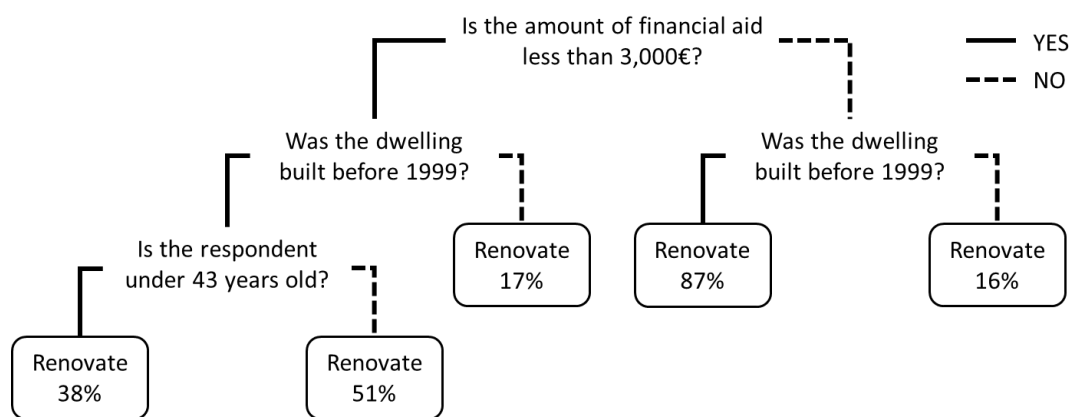 Is the amount of financial aid
less than 3,000€?
YES
NO
Was the dwelling
built before 1999?
Was the dwelling
built before 1999?
Is the respondent
under 43 years old?
Renovate
17%
Renovate
87%
Renovate
16%
Renovate
38%
Renovate
51%